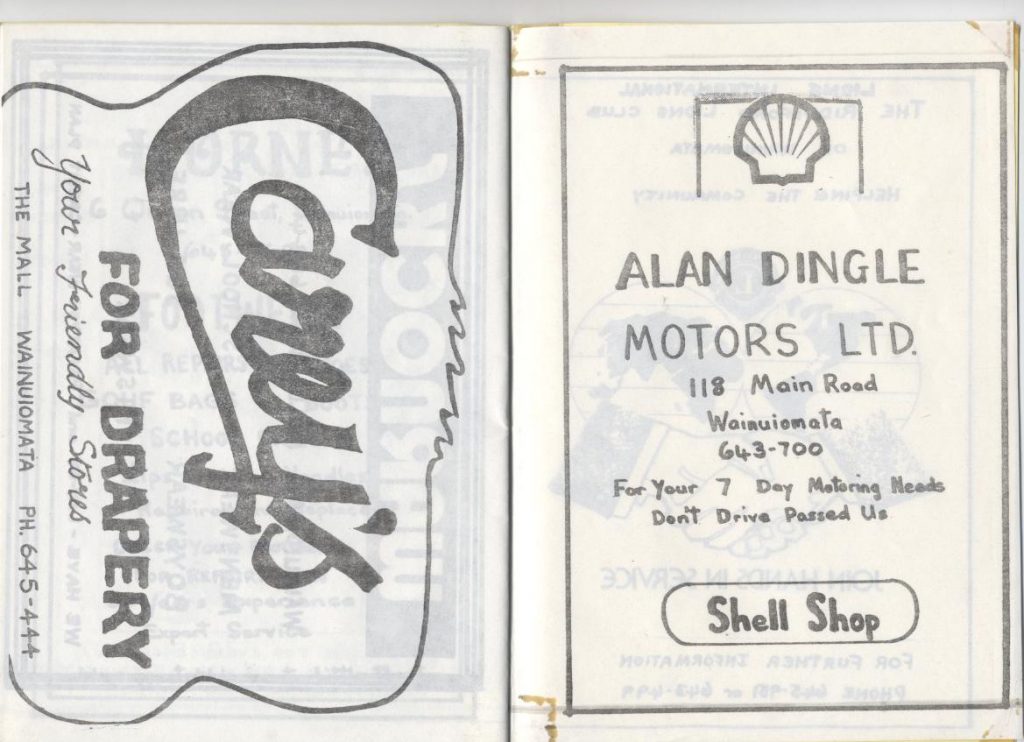 Carey's
FOR DRAPERY
Your Friendly Stores
THE MALL WAINUIOMATA PH. 645-444
ALAN DINGLE
MOTORS LTD.
118 Main Road
Wainuiomata
643-700
For Your 7 Day Motoring Needs
Don't Drive Passed Us
Shell Shop